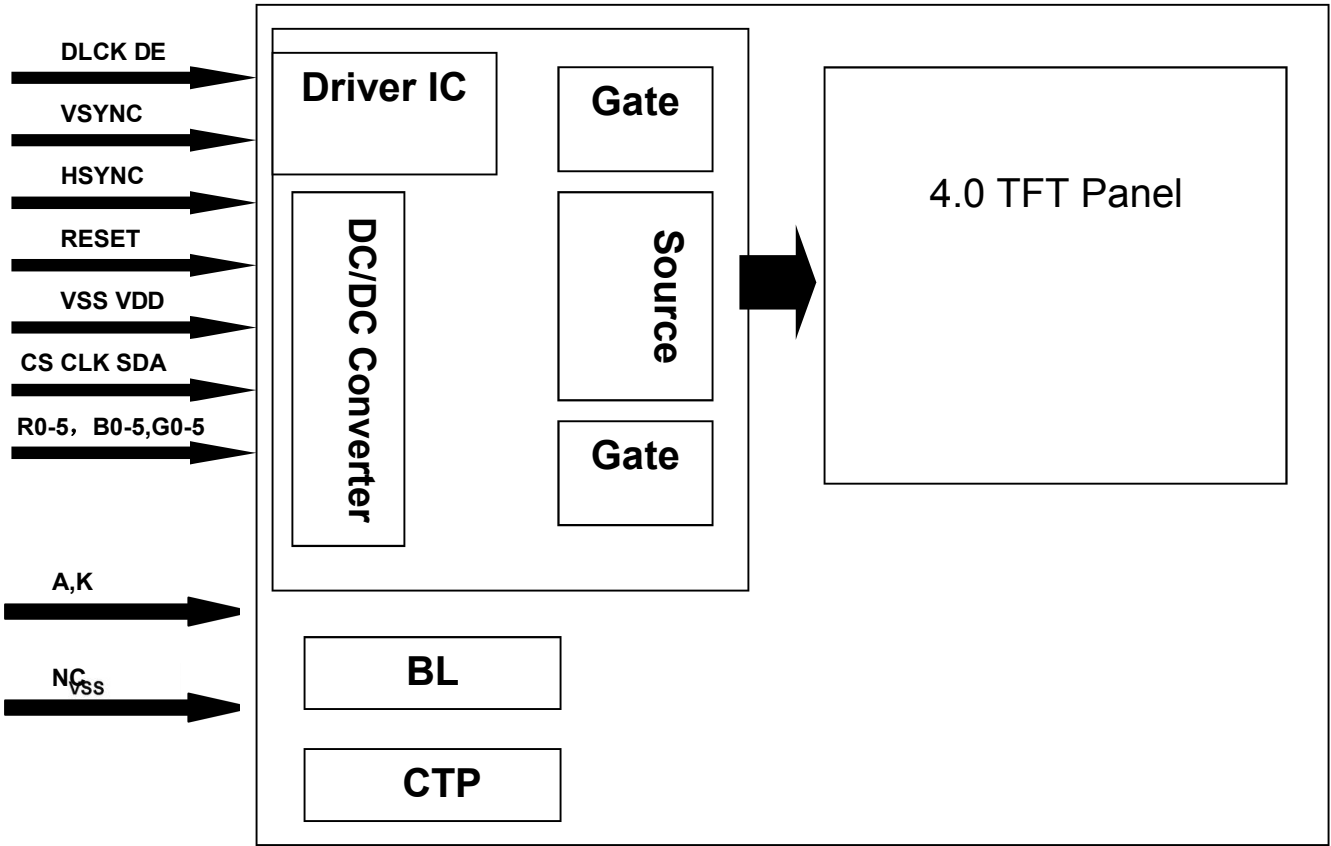 DLCK DE
VSYNC
HSYNC
RESET
VSS VDD
CS CLK SDA
R0-5，B0-5,G0-5
A,K
NC
VSS
Driver IC
DC/DC Converter
Gate
Source
Gate
BL
CTP
4.0 TFT Panel